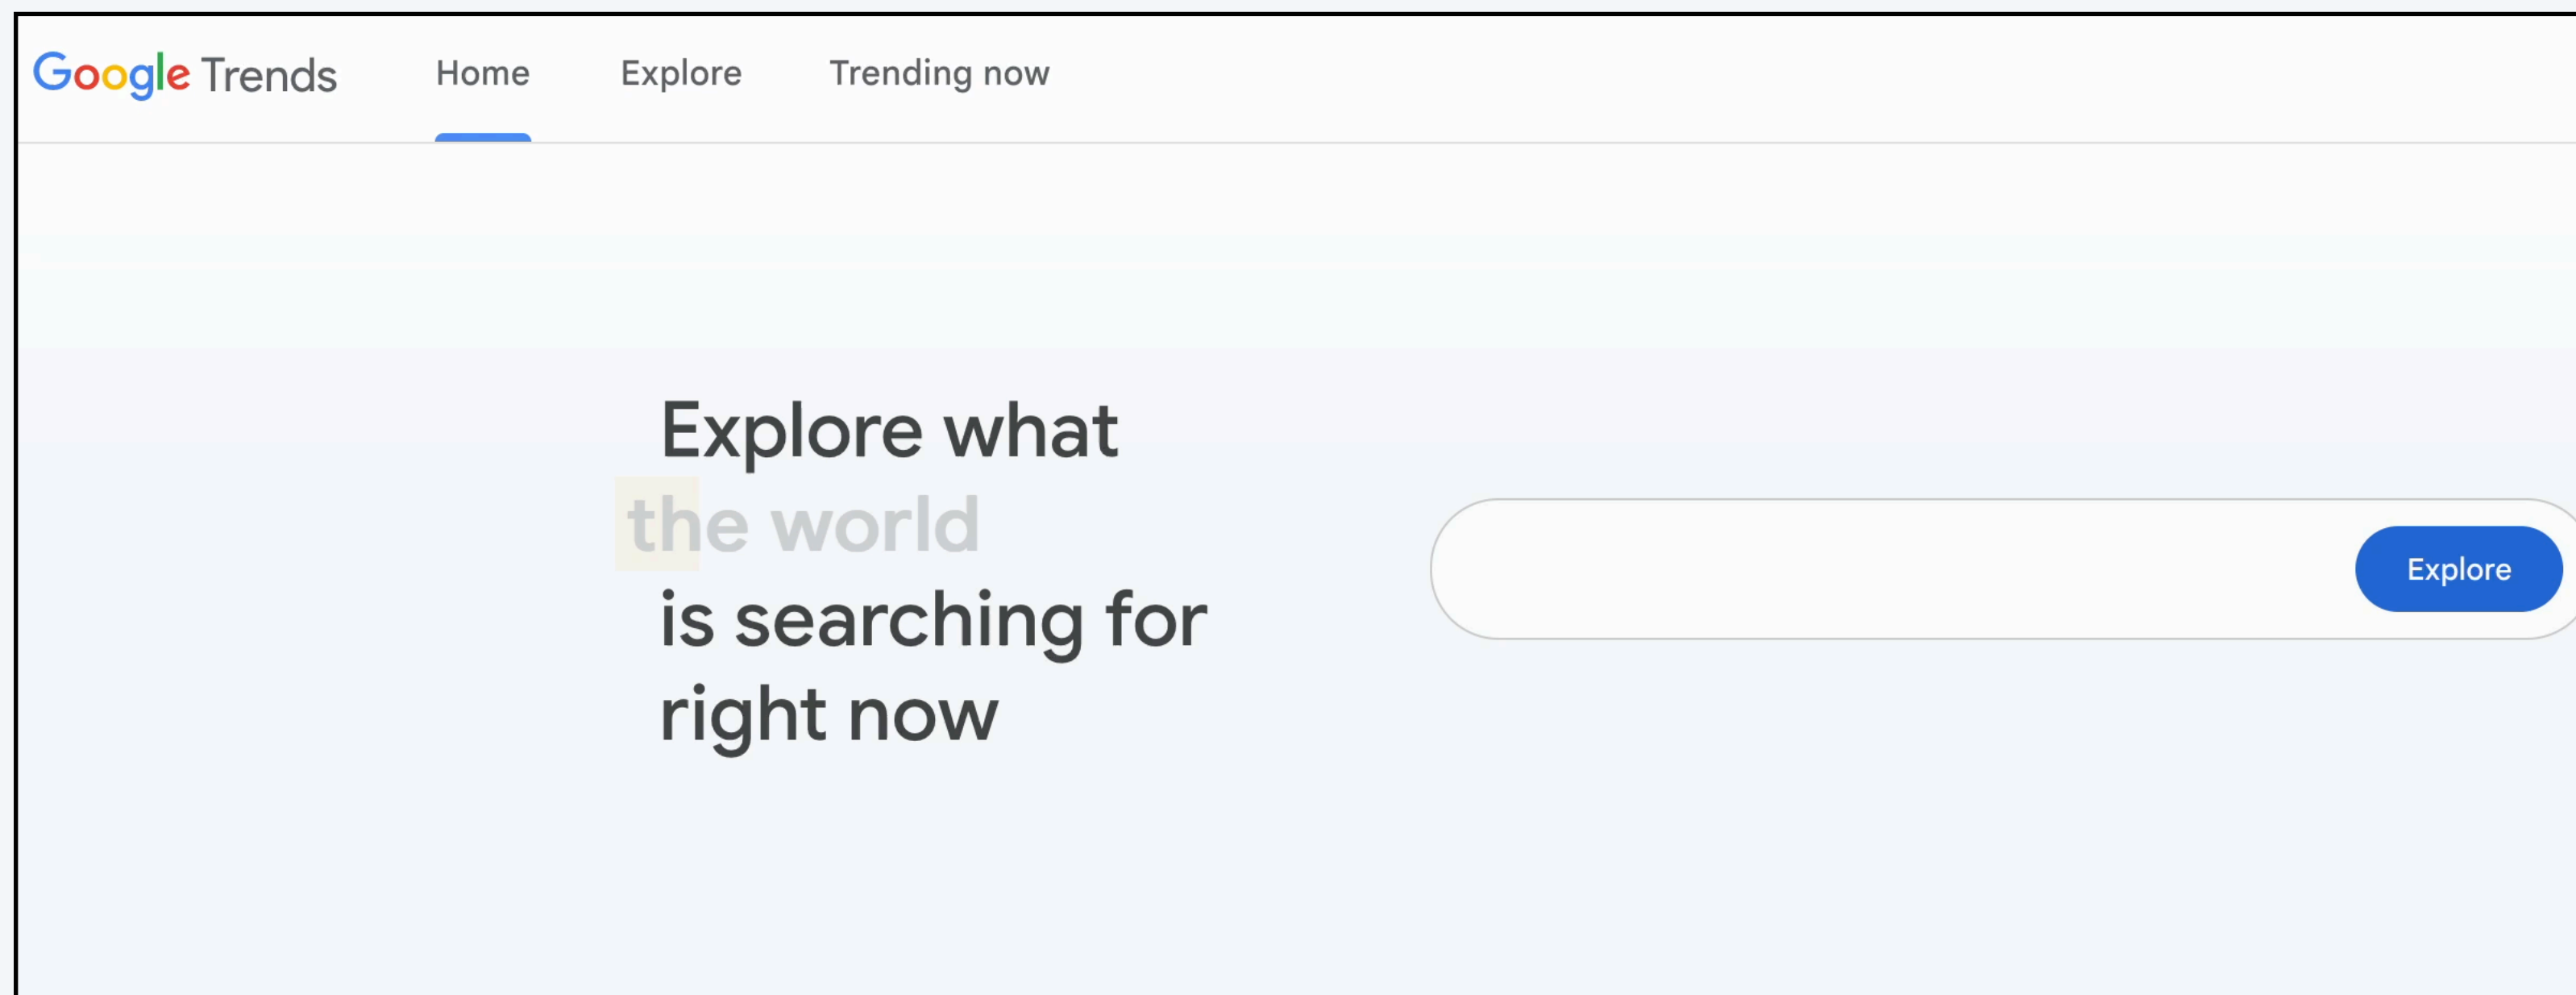 Google Trends Home Explore Trending now
Explore what
the world
is searching for
right now
Explore